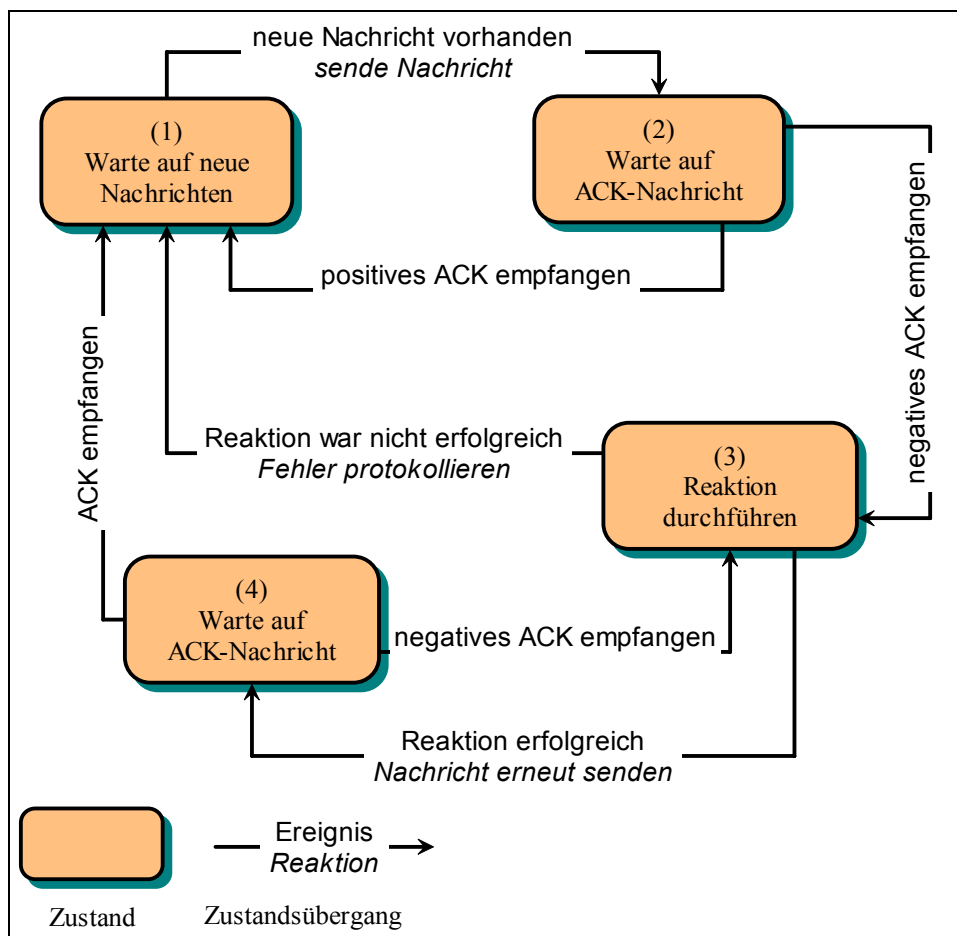 neue Nachricht vorhanden
sende Nachricht
(1)
Warte auf neue
Nachrichten
(2)
Warte auf
ACK-Nachricht
positives ACK empfangen
negatives ACK empfangen
ACK empfangen
Reaktion war nicht erfolgreich
Fehler protokollieren
(3)
Reaktion
durchführen
(4)
Warte auf
ACK-Nachricht
negatives ACK empfangen
Reaktion erfolgreich
Nachricht erneut senden
Ereignis
Reaktion
Zustand
Zustandsübergang